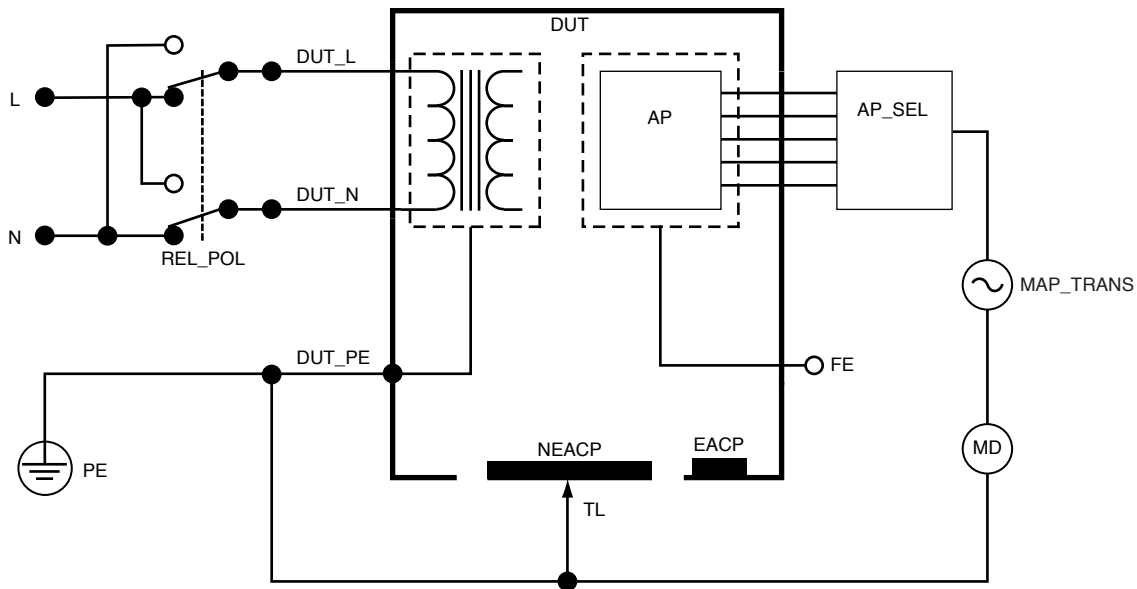 DUT
DUT_L
L
AP
AP_SEL
DUT_N
N
REL_POL
MAP_TRANS
DUT_PE
FE
NEACP
EACP
MD
PE
TL